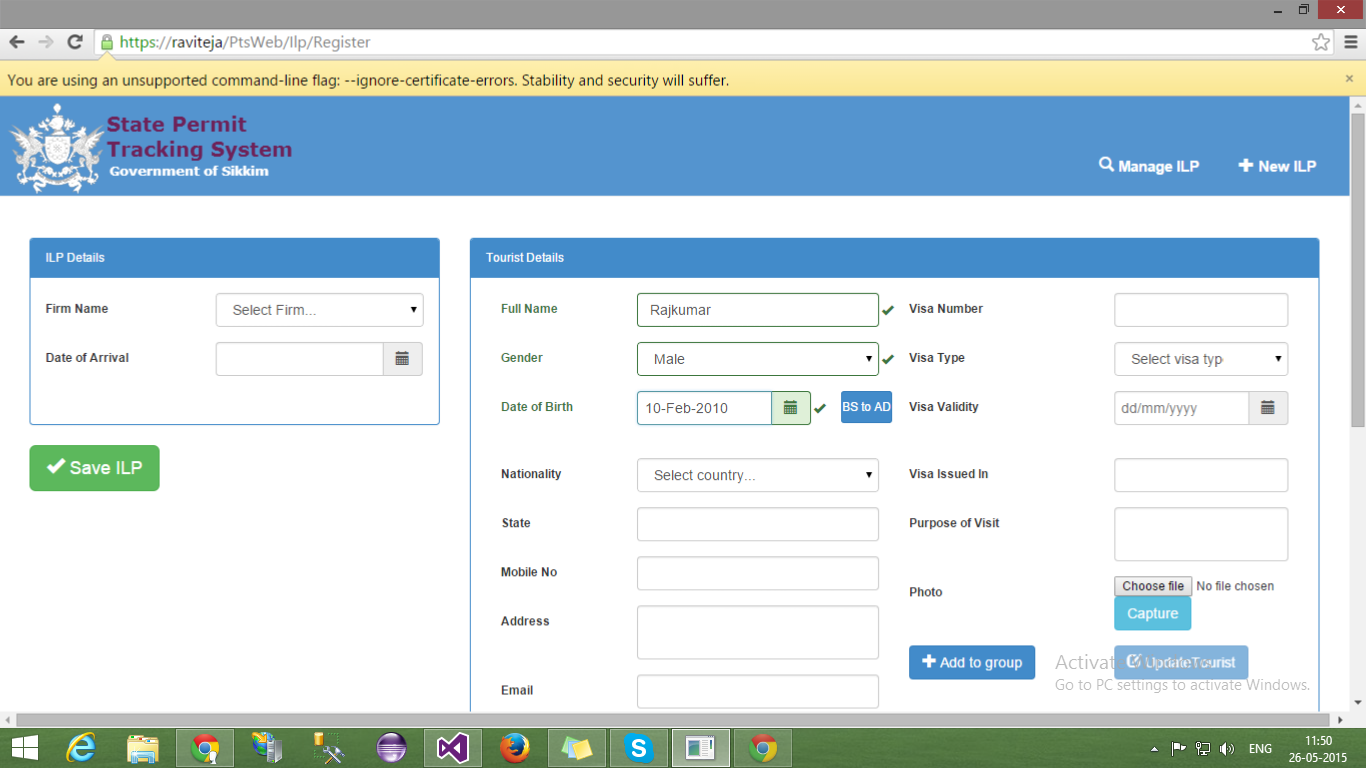 https://raviteja/PtsWeb/Ilp/Register
You are using an unsupported command-line flag: --ignore-certificate-errors. Stability and security will suffer.
State Permit
Tracking System
Government of Sikkim
Manage ILP
New ILP
ILP Details
Firm Name
Select Firm...
Date of Arrival
Save ILP
Tourist Details
Full Name
Rajkumar
Gender
Male
Date of Birth
10-Feb-2010
BS to AD
Nationality
Select country...
State
Mobile No
Address
Email
Visa Number
Visa Type
Select visa typ
Visa Validity
dd/mm/yyyy
Visa Issued In
Purpose of Visit
Photo
Choose file No file chosen
Capture
Add to group
Update Tourist
Activate Windows
Go to PC settings to activate Windows.
ENG
11:50
26-05-2015